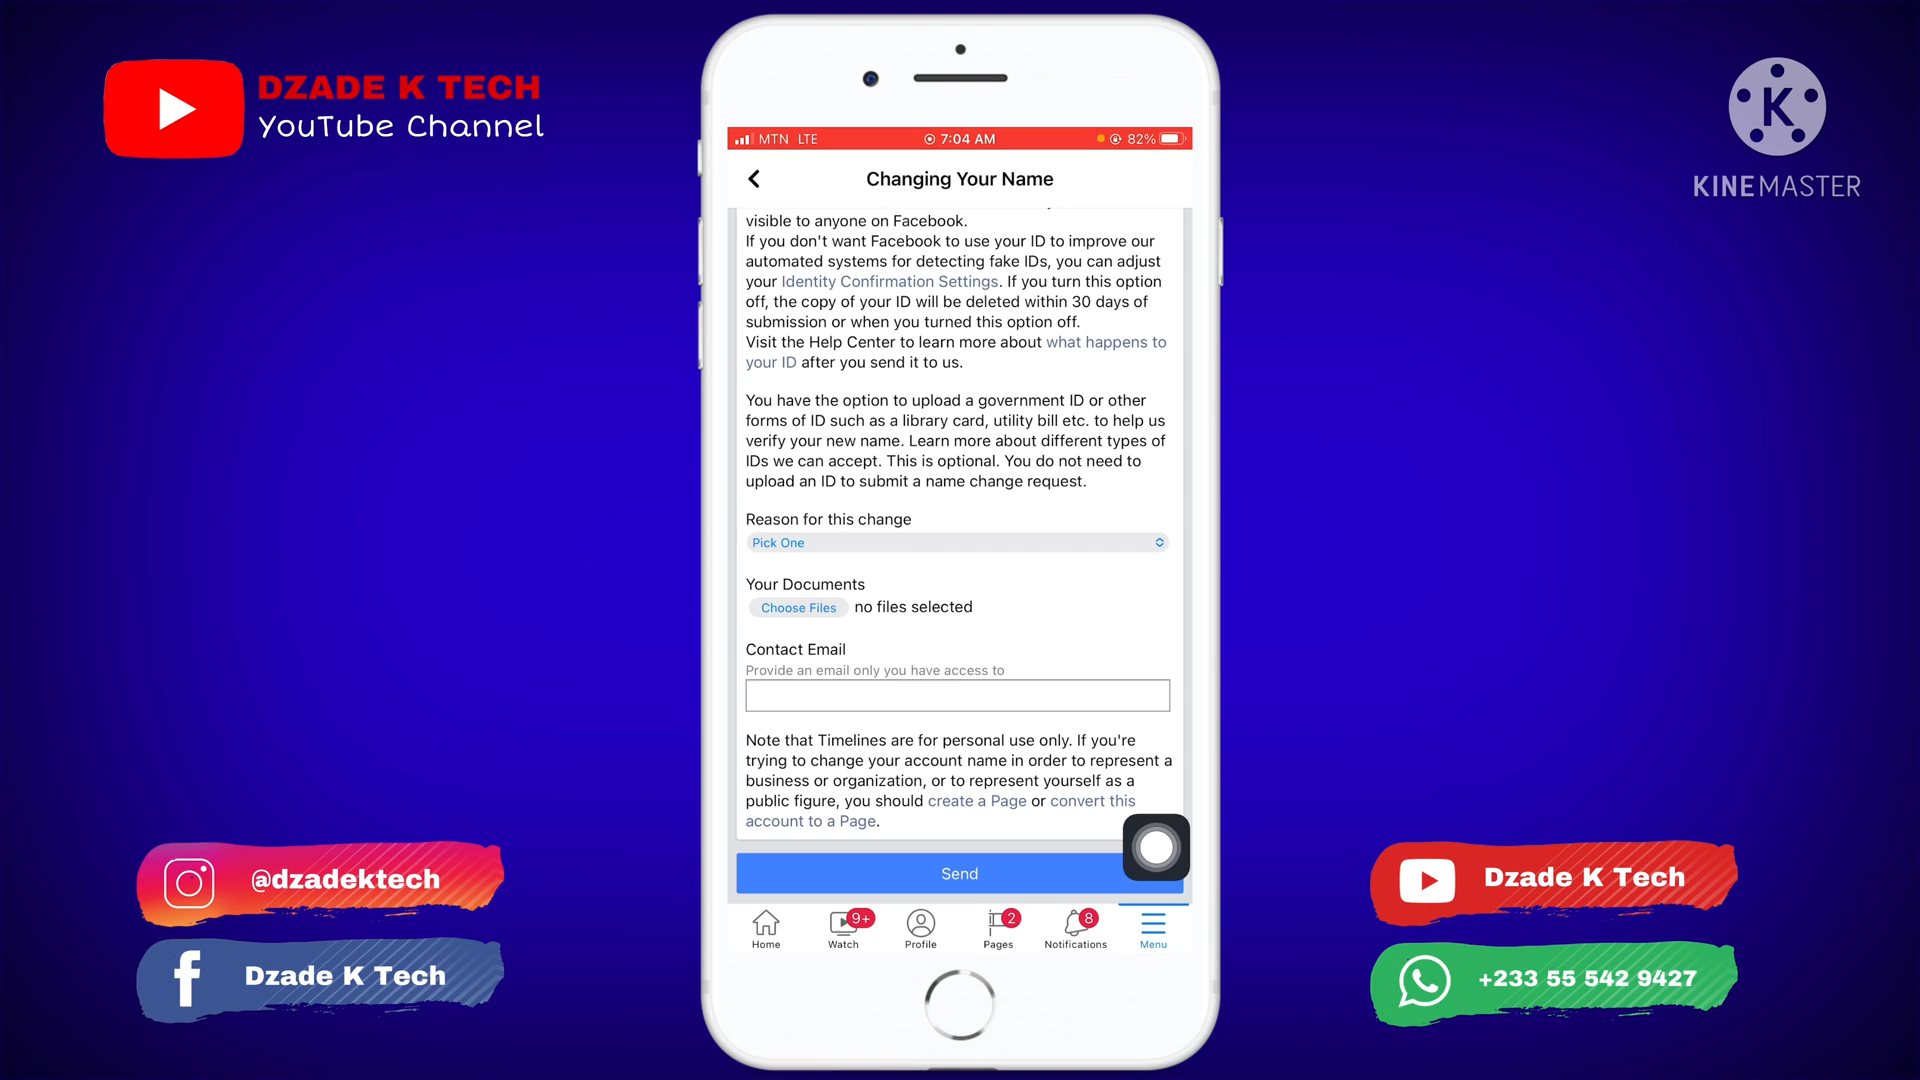 DZADE K TECH
YouTube Channel
K
KINEMASTER
MTN LTE
7:04 AM
82%
Changing Your Name
visible to anyone on Facebook.
If you don't want Facebook to use your ID to improve our
automated systems for detecting fake IDs, you can adjust
your Identity Confirmation Settings. If you turn this option
off, the copy of your ID will be deleted within 30 days of
submission or when you turned this option off.
Visit the Help Center to learn more about what happens to
your ID after you send it to us.
You have the option to upload a government ID or other
forms of ID such as a library card, utility bill etc. to help us
verify your new name. Learn more about different types of
IDs we can accept. This is optional. You do not need to
upload an ID to submit a name change request.
Reason for this change
Pick One
Your Documents
Choose Files no files selected
Contact Email
Provide an email only you have access to
Note that Timelines are for personal use only. If you're
trying to change your account name in order to represent a
business or organization, or to represent yourself as a
public figure, you should create a Page or convert this
account to a Page.
Send
9+
2
8
Home
Watch
Profile
Pages
Notifications
Menu
@dzadektech
Dzade K Tech
Dzade K Tech
+233 55 542 9427